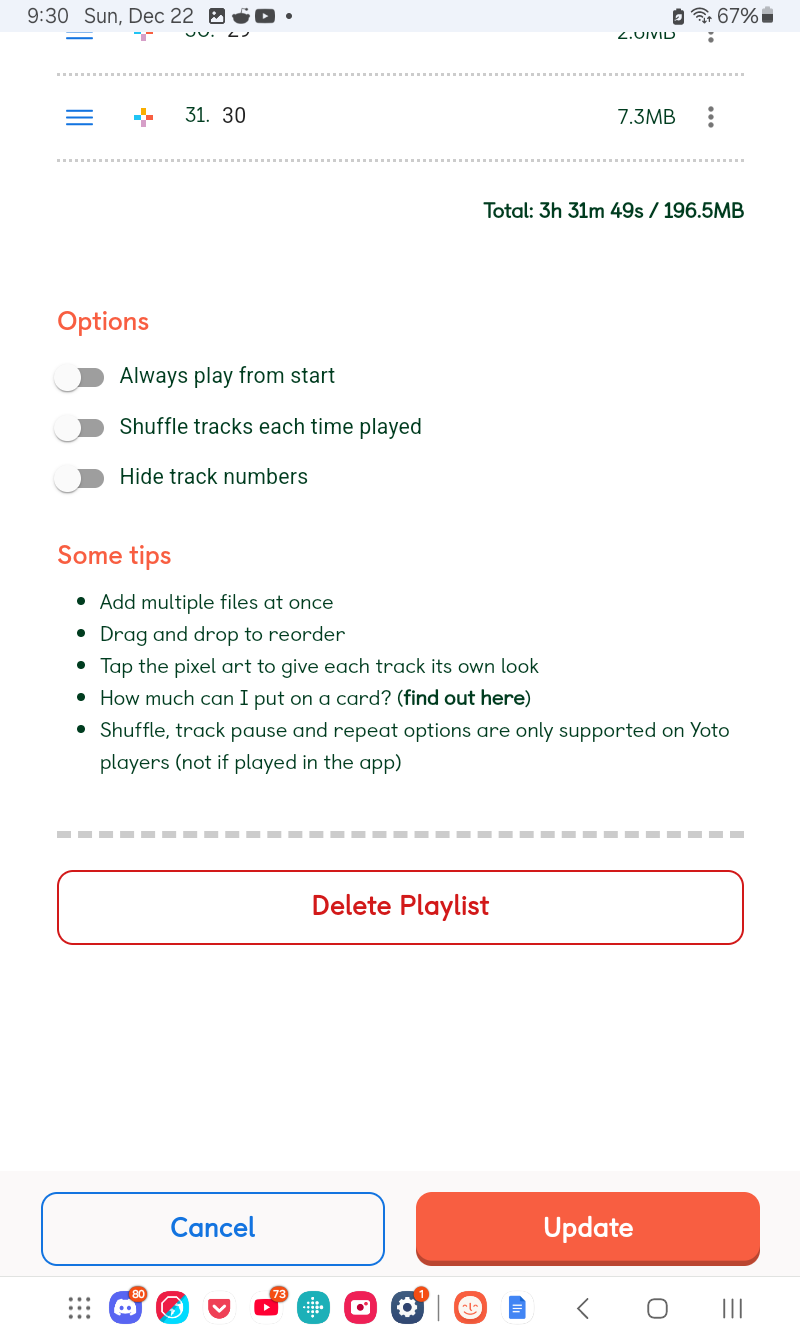 9:30 Sun, Dec 22 67%
30. 29 2.6MB
31. 30 7.3MB
Total: 3h 31m 49s / 196.5MB
Options
Always play from start
Shuffle tracks each time played
Hide track numbers
Some tips
Add multiple files at once
Drag and drop to reorder
Tap the pixel art to give each track its own look
How much can I put on a card? (find out here)
Shuffle, track pause and repeat options are only supported on Yoto
players (not if played in the app)
Delete Playlist
Cancel Update
80 73 1